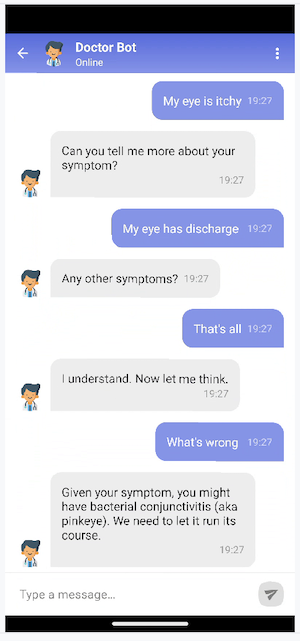 Doctor Bot
Online
My eye is itchy 19:27
Can you tell me more about your
symptom?
19:27
My eye has discharge 19:27
Any other symptoms? 19:27
That's all 19:27
I understand. Now let me think.
19:27
What's wrong 19:27
Given your symptom, you might
have bacterial conjunctivitis (aka
pinkeye). We need to let it run its
course.
19:27
Type a message...